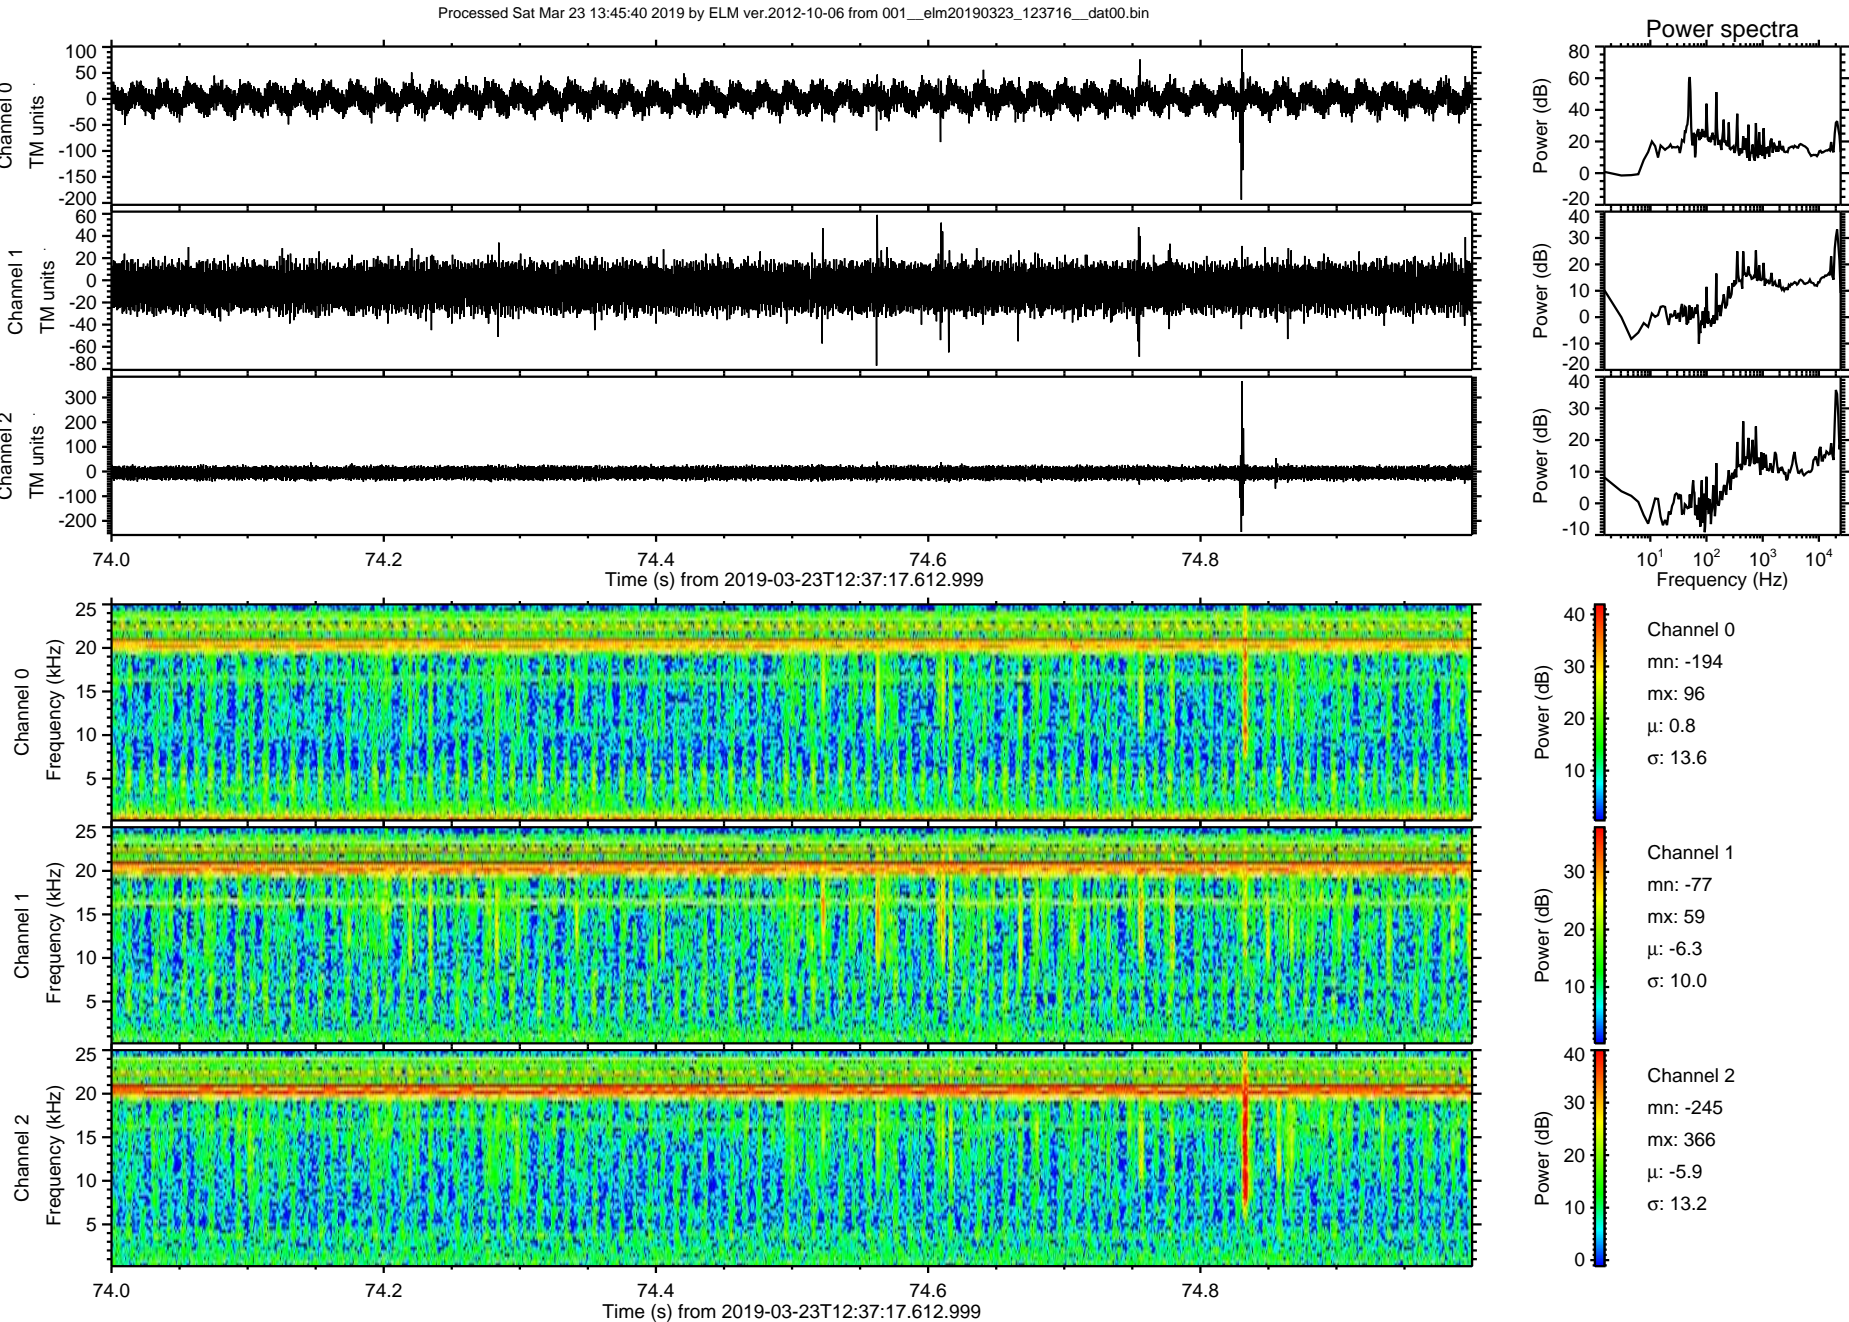 Processed Sat Mar 23 13:45:40 2019 by ELM ver.2012-10-06 from 001__elm20190323_123716__dat00.bin
Power spectra
Channel 0
TM units
100
50
0
-50
-100
-150
-200
Power (dB)
80
60
40
20
0
-20
Channel 1
TM units
60
40
20
0
-20
-40
-60
-80
Power (dB)
40
30
20
10
0
-10
-20
Channel 2
TM units
300
200
100
0
-100
-200
Power (dB)
40
30
20
10
0
-10
74.0 74.2 74.4 74.6 74.8
Time (s) from 2019-03-23T12:37:17.612.999
10^1 10^2 10^3 10^4
Frequency (Hz)
Channel 0
Frequency (kHz)
25
20
15
10
5
Power (dB)
40
30
20
10
Channel 0
mn: -194
mx: 96
μ: 0.8
σ: 13.6
Channel 1
Frequency (kHz)
25
20
15
10
5
Power (dB)
30
20
10
Channel 1
mn: -77
mx: 59
μ: -6.3
σ: 10.0
Channel 2
Frequency (kHz)
25
20
15
10
5
Power (dB)
40
30
20
10
0
Channel 2
mn: -245
mx: 366
μ: -5.9
σ: 13.2
74.0 74.2 74.4 74.6 74.8
Time (s) from 2019-03-23T12:37:17.612.999